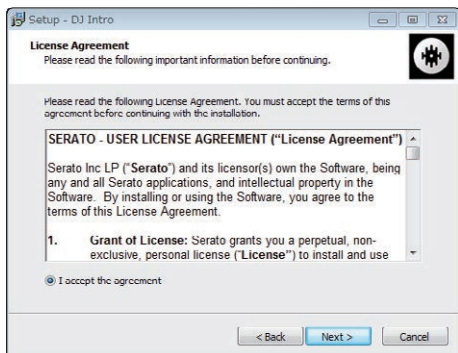 Setup - DJ Intro
License Agreement
Please read the following important information before continuing.
Please read the following License Agreement. You must accept the terms of this
agreement before continuing with the installation.
SERATO - USER LICENSE AGREEMENT (“License Agreement”)
Serato Inc LP (“Serato”) and its licensor(s) own the Software, being
any and all Serato applications, and intellectual property in the
Software. By installing or using the Software, you agree to the
terms of this License Agreement.
1. Grant of License: Serato grants you a perpetual, non-
exclusive, personal license (“License”) to install and use
I accept the agreement
< Back Next > Cancel